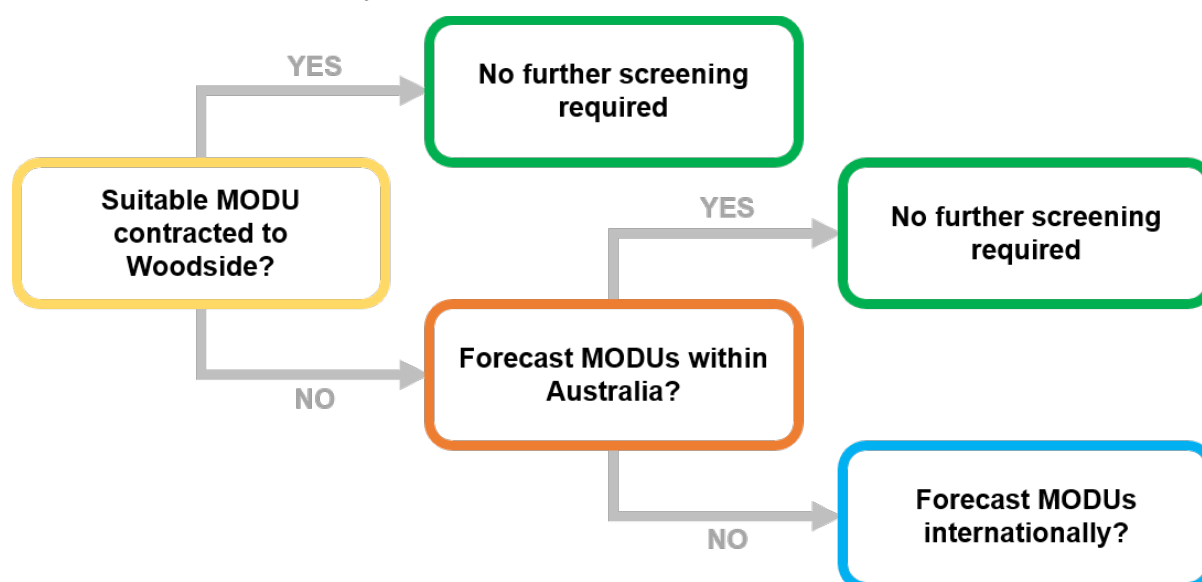 YES
No further screening
required
Suitable MODU
contracted to
Woodside?
YES
No further screening
required
NO
Forecast MODUs within
Australia?
NO
Forecast MODUs
internationally?